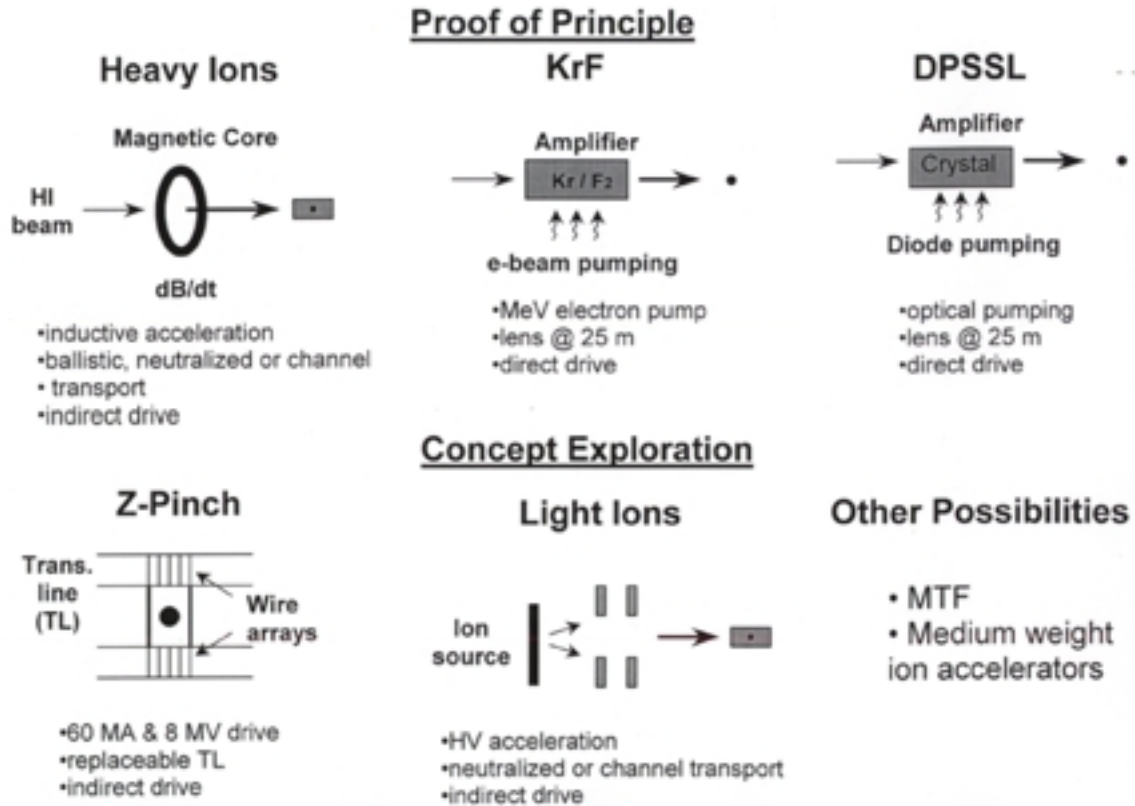 Proof of Principle
Heavy Ions
Magnetic Core
HI
beam
dB/dt
•inductive acceleration
•ballistic, neutralized or channel
• transport
•indirect drive
KrF
Amplifier
Kr / F2
e-beam pumping
•MeV electron pump
•lens @ 25 m
•direct drive
DPSSL
Amplifier
Crystal
Diode pumping
•optical pumping
•lens @ 25 m
•direct drive
Concept Exploration
Z-Pinch
Trans.
line
(TL)
Wire
arrays
•60 MA & 8 MV drive
•replaceable TL
•indirect drive
Light Ions
Ion
source
•HV acceleration
•neutralized or channel transport
•indirect drive
Other Possibilities
• MTF
• Medium weight
ion accelerators